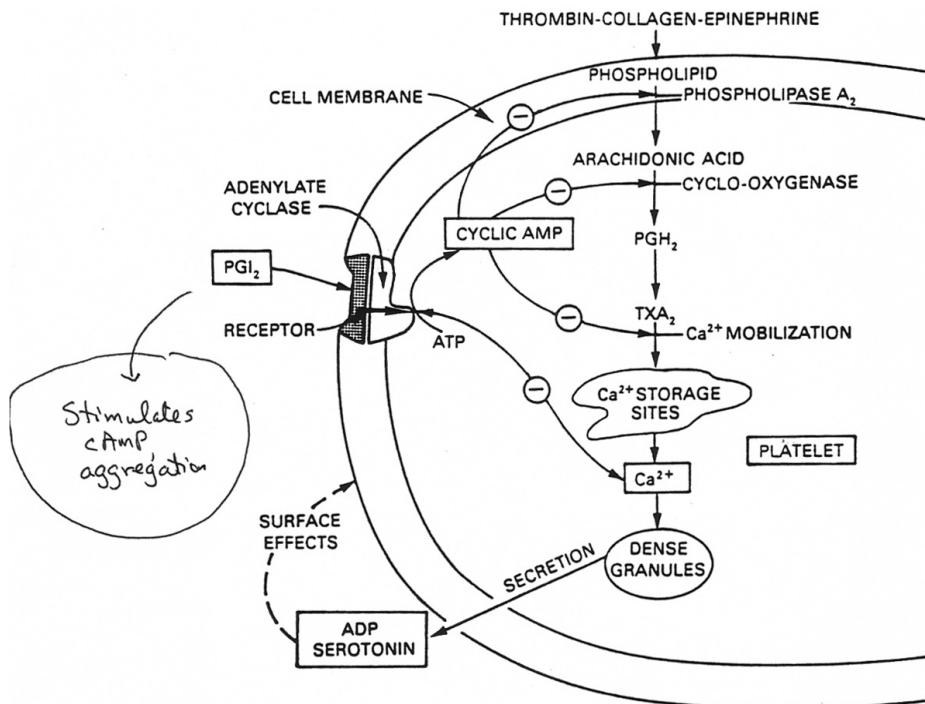 THROMBIN-COLLAGEN-EPINEPHRINE
PHOSPHOLIPID
CELL MEMBRANE
PHOSPHOLIPASE A₂
ARACHIDONIC ACID
ADENYLATE
CYCLASE
CYCLO-OXYGENASE
CYCLIC AMP
PGH₂
PGI₂
TXA₂
RECEPTOR
ATP
Ca²⁺ MOBILIZATION
Ca²⁺ STORAGE
SITES
Stimulates
cAMP
aggregation
PLATELET
Ca²⁺
SURFACE
EFFECTS
DENSE
GRANULES
SECRETION
ADP
SEROTONIN